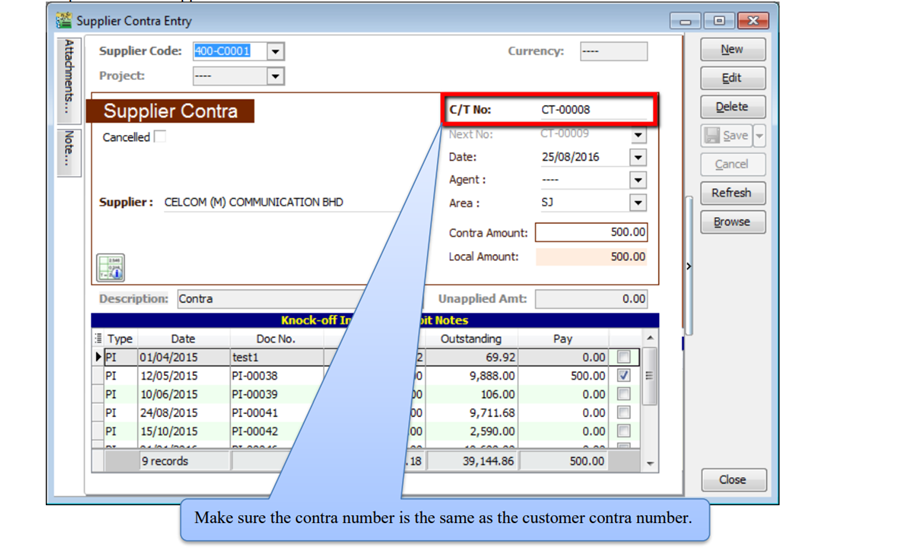 Supplier Contra Entry
Attachments...
Note...
Supplier Code: 400-C0001 Currency: ----
Project: ----
Supplier Contra
C/T No: CT-00008
Cancelled Next No: CT-00009
Date: 25/08/2016
Agent : ----
Supplier : CELCOM (M) COMMUNICATION BHD Area : SJ
Contra Amount: 500.00
Local Amount: 500.00
Description: Contra Unapplied Amt: 0.00
Knock-off In it Notes
Type Date Doc No. Outstanding Pay
PI 01/04/2015 test1 2 69.92 0.00
PI 12/05/2015 PI-00038 00 9,888.00 500.00
PI 10/06/2015 PI-00039 00 106.00 0.00
PI 24/08/2015 PI-00041 00 9,711.68 0.00
PI 15/10/2015 PI-00042 00 2,590.00 0.00
9 records .18 39,144.86 500.00
New
Edit
Delete
Save
Cancel
Refresh
Browse
Close
Make sure the contra number is the same as the customer contra number.